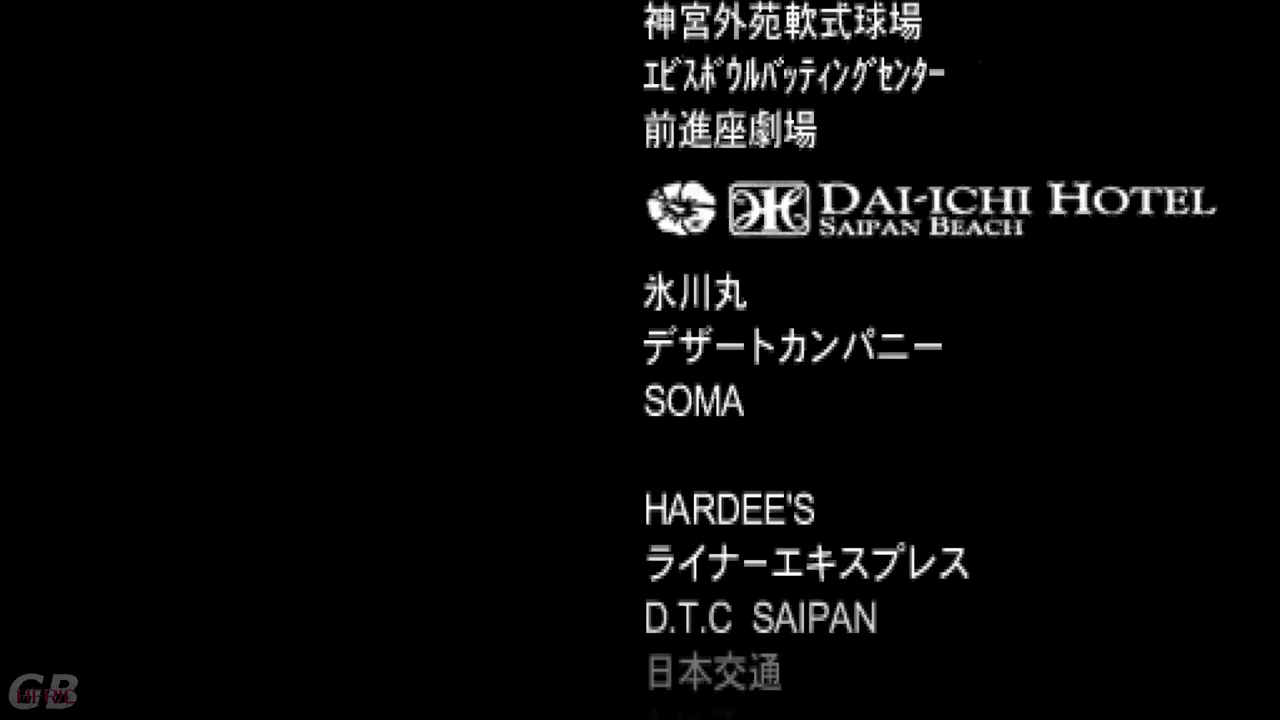 神宮外苑軟式球場
ｴﾋﾞｽﾎﾞｳﾙﾊﾞｯﾃｨﾝｸﾞｾﾝﾀｰ
前進座劇場
DAI-ICHI HOTEL
SAIPAN BEACH
氷川丸
デザートカンパニー
SOMA
HARDEE'S
ライナーエキスプレス
D.T.C SAIPAN
日本交通
GB